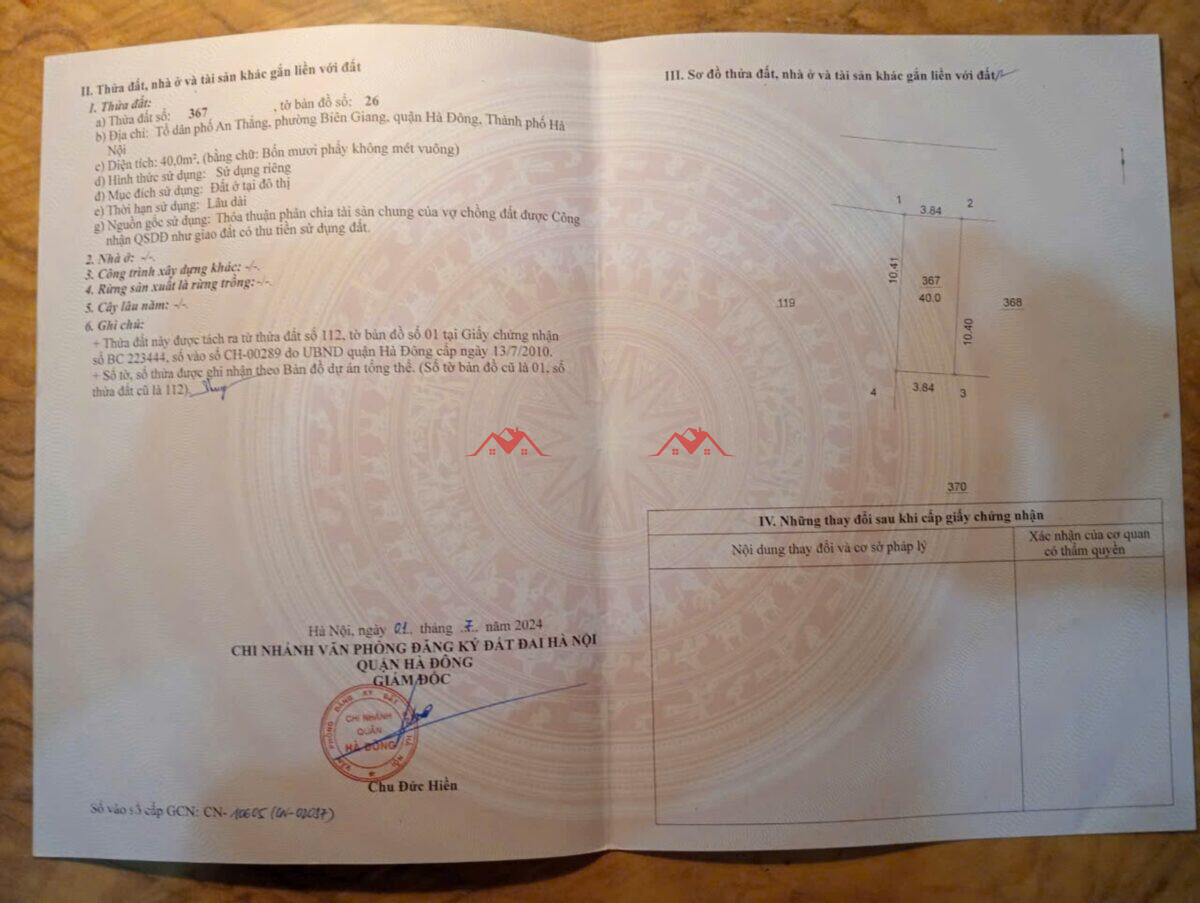 II. Thửa đất, nhà ở và tài sản khác gắn liền với đất
1. Thửa đất:
a) Thửa đất số: 367 , tờ bản đồ số: 26
b) Địa chỉ: Tổ dân phố An Thắng, phường Biên Giang, quận Hà Đông, Thành phố Hà
Nội
c) Diện tích: 40,0m², (bằng chữ: Bốn mươi phẩy không mét vuông)
d) Hình thức sử dụng: Sử dụng riêng
đ) Mục đích sử dụng: Đất ở tại đô thị
e) Thời hạn sử dụng: Lâu dài
g) Nguồn gốc sử dụng: Thỏa thuận phân chia tài sản chung của vợ chồng đất được Công
nhận QSDĐ như giao đất có thu tiền sử dụng đất.
2. Nhà ở: -/-.
3. Công trình xây dựng khác: -/-.
4. Rừng sản xuất là rừng trồng: -/-.
5. Cây lâu năm: -/-.
6. Ghi chú:
+ Thửa đất này được tách ra từ thửa đất số 112, tờ bản đồ số 01 tại Giấy chứng nhận
số BC 223444, số vào sổ CH-00289 do UBND quận Hà Đông cấp ngày 13/7/2010.
+ Số tờ, số thửa được ghi nhận theo Bản đồ dự án tổng thể. (Số tờ bản đồ cũ là 01, số
thửa đất cũ là 112).
Hà Nội, ngày 01 tháng 7 năm 2024
CHI NHÁNH VĂN PHÒNG ĐĂNG KÝ ĐẤT ĐAI HÀ NỘI
QUẬN HÀ ĐÔNG
GIÁM ĐỐC
VĂN PHÒNG ĐĂNG KÝ ĐẤT HÀ NỘI
CHI NHÁNH
QUẬN
HÀ ĐÔNG
Chu Đức Hiền
Số vào sổ cấp GCN: CN-10605 (CN-02037)
III. Sơ đồ thửa đất, nhà ở và tài sản khác gắn liền với đất
1
3.84
2
10.41
367
40.0
10.40
119
368
4
3.84
3
370
IV. Những thay đổi sau khi cấp giấy chứng nhận
Nội dung thay đổi và cơ sở pháp lý
Xác nhận của cơ quan
có thẩm quyền